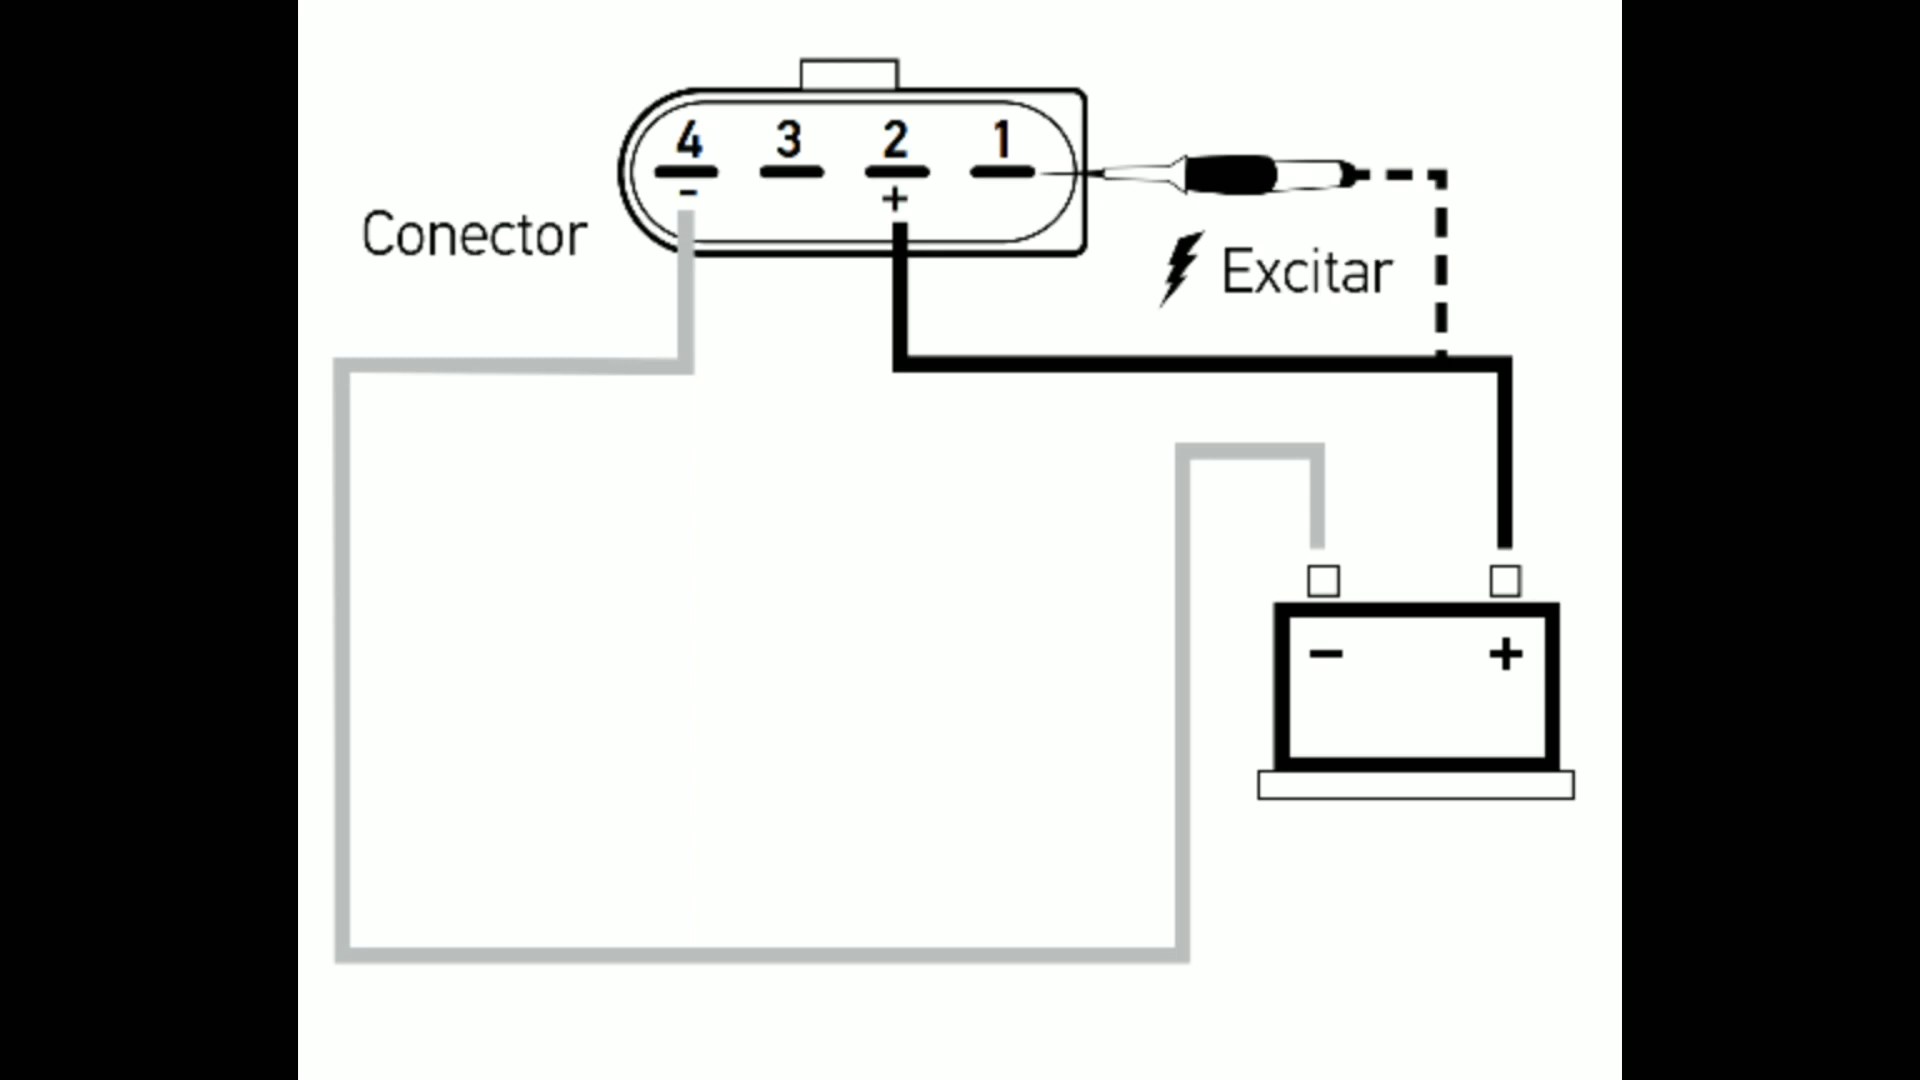 4 3 2 1
- +
Conector
Excitar
- +